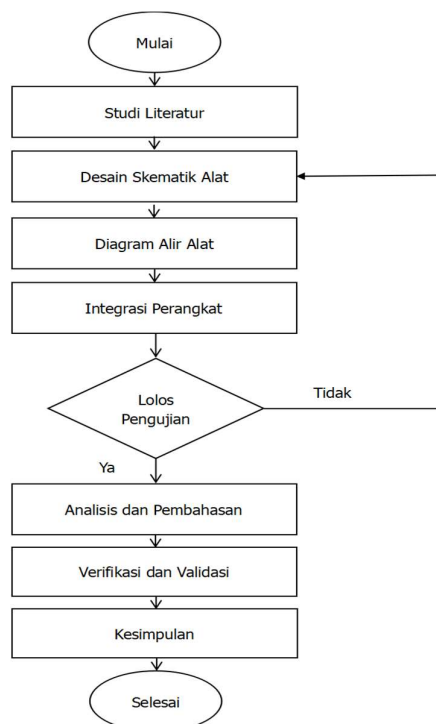 Mulai
Studi Literatur
Desain Skematik Alat
Diagram Alir Alat
Integrasi Perangkat
Lolos
Pengujian
Tidak
Ya
Analisis dan Pembahasan
Verifikasi dan Validasi
Kesimpulan
Selesai